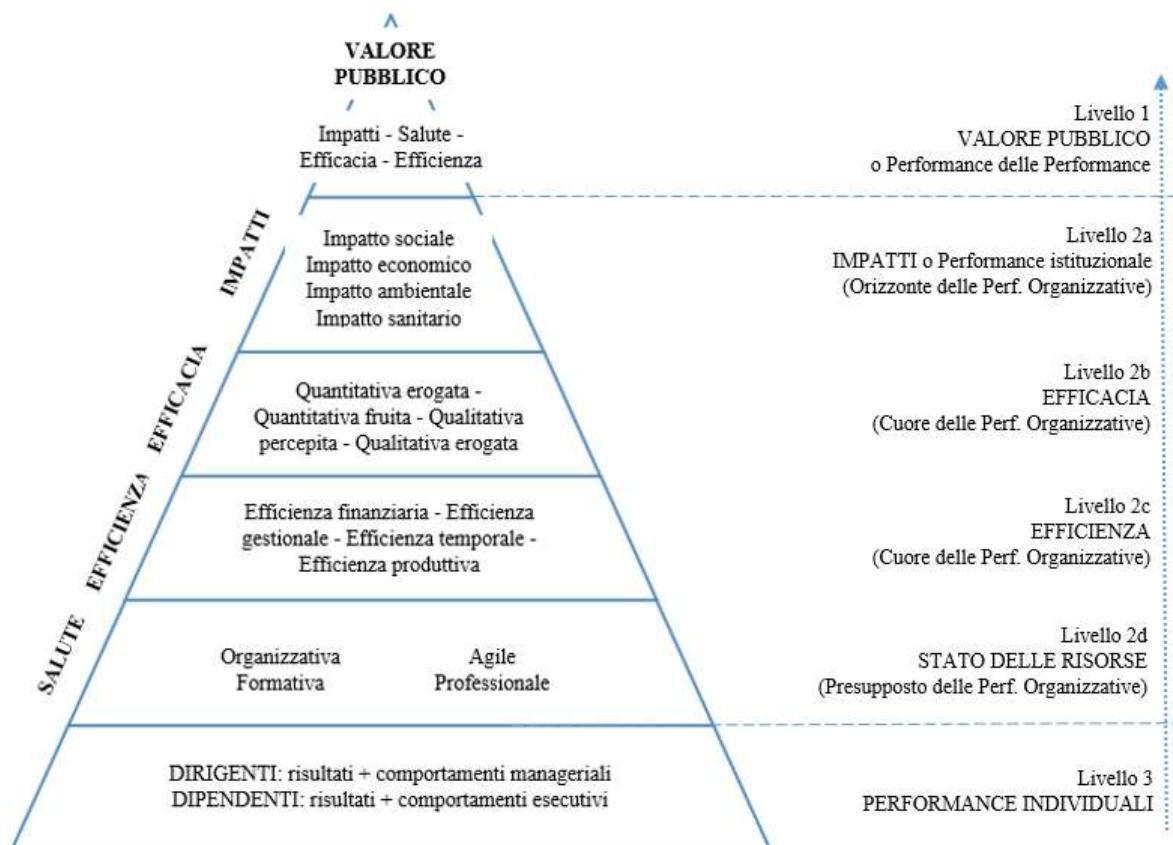 VALORE
PUBBLICO
Impatti - Salute -
Efficacia - Efficienza
Livello 1
VALORE PUBBLICO
o Performance delle Performance
IMPATTI
Impatto sociale
Impatto economico
Impatto ambientale
Impatto sanitario
Livello 2a
IMPATTI o Performance istituzionale
(Orizzonte delle Perf. Organizzative)
EFFICACIA
Quantitativa erogata -
Quantitativa fruita - Qualitativa
percepita - Qualitativa erogata
Livello 2b
EFFICACIA
(Cuore delle Perf. Organizzative)
EFFICIENZA
Efficienza finanziaria - Efficienza
gestionale - Efficienza temporale -
Efficienza produttiva
Livello 2c
EFFICIENZA
(Cuore delle Perf. Organizzative)
SALUTE
Organizzativa
Formativa
Agile
Professionale
Livello 2d
STATO DELLE RISORSE
(Presupposto delle Perf. Organizzative)
DIRIGENTI: risultati + comportamenti manageriali
DIPENDENTI: risultati + comportamenti esecutivi
Livello 3
PERFORMANCE INDIVIDUALI